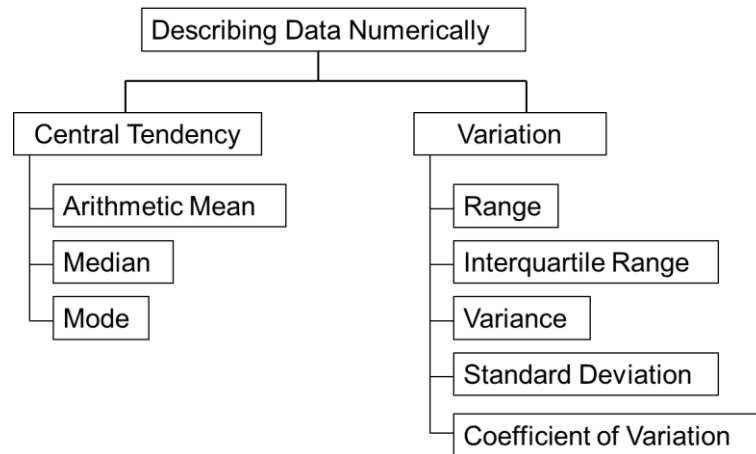 Describing Data Numerically
Central Tendency
Arithmetic Mean
Median
Mode
Variation
Range
Interquartile Range
Variance
Standard Deviation
Coefficient of Variation